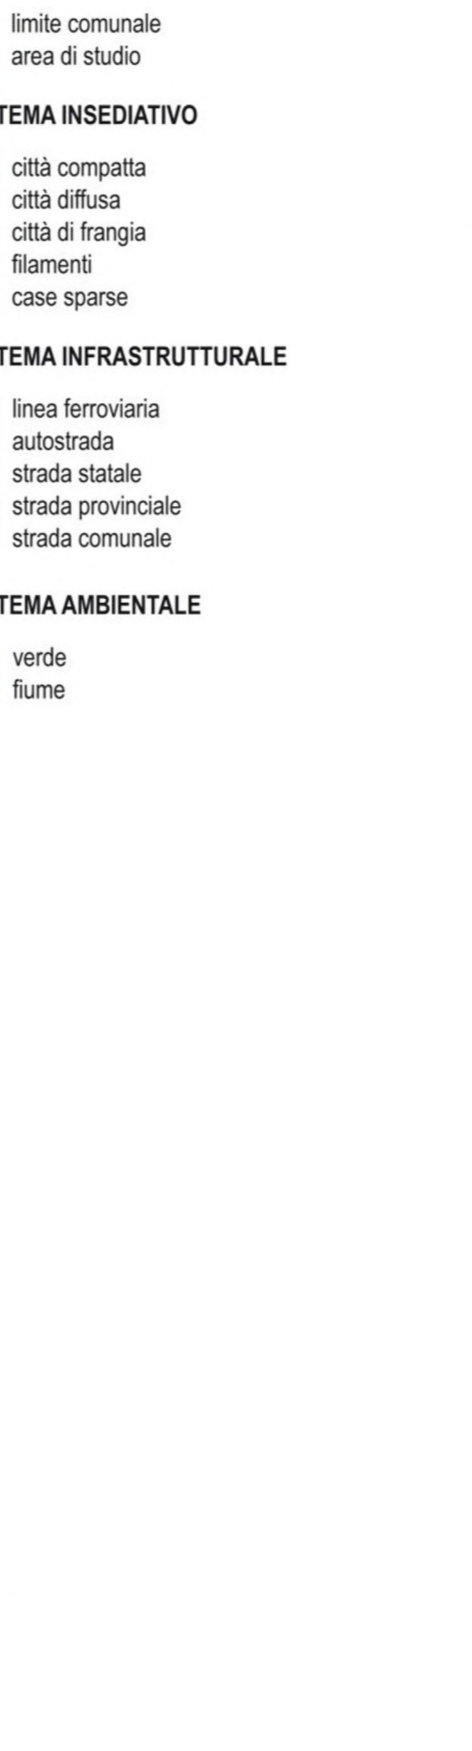 limite comunale
area di studio
TEMA INSEDIATIVO
città compatta
città diffusa
città di frangia
filamenti
case sparse
TEMA INFRASTRUTTURALE
linea ferroviaria
autostrada
strada statale
strada provinciale
strada comunale
TEMA AMBIENTALE
verde
fiume